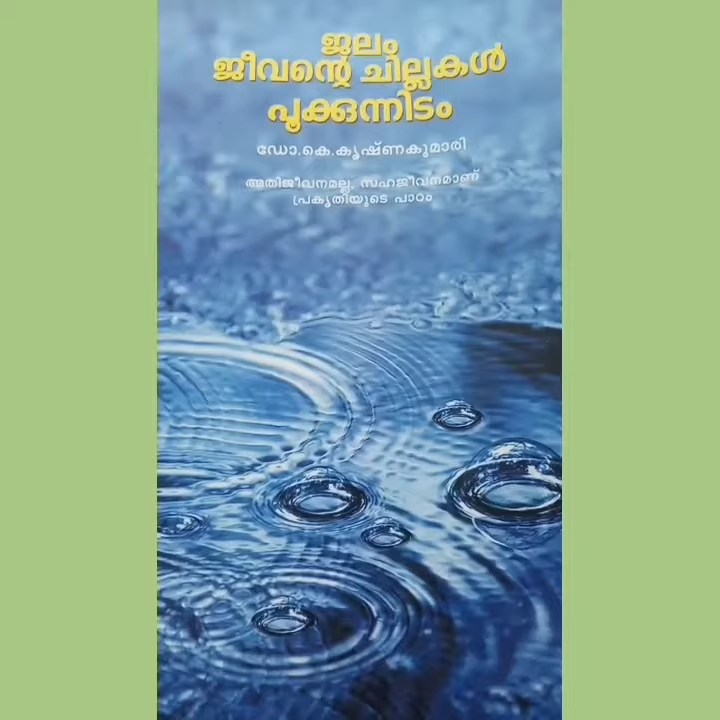 ജലം
ജീവന്റെ ചില്ലകൾ
പൂക്കുന്നിടം
ഡോ.കെ.കൃഷ്ണകുമാരി
അതിജീവനമല്ല, സഹജീവനമാണ്
പ്രകൃതിയുടെ പാഠം